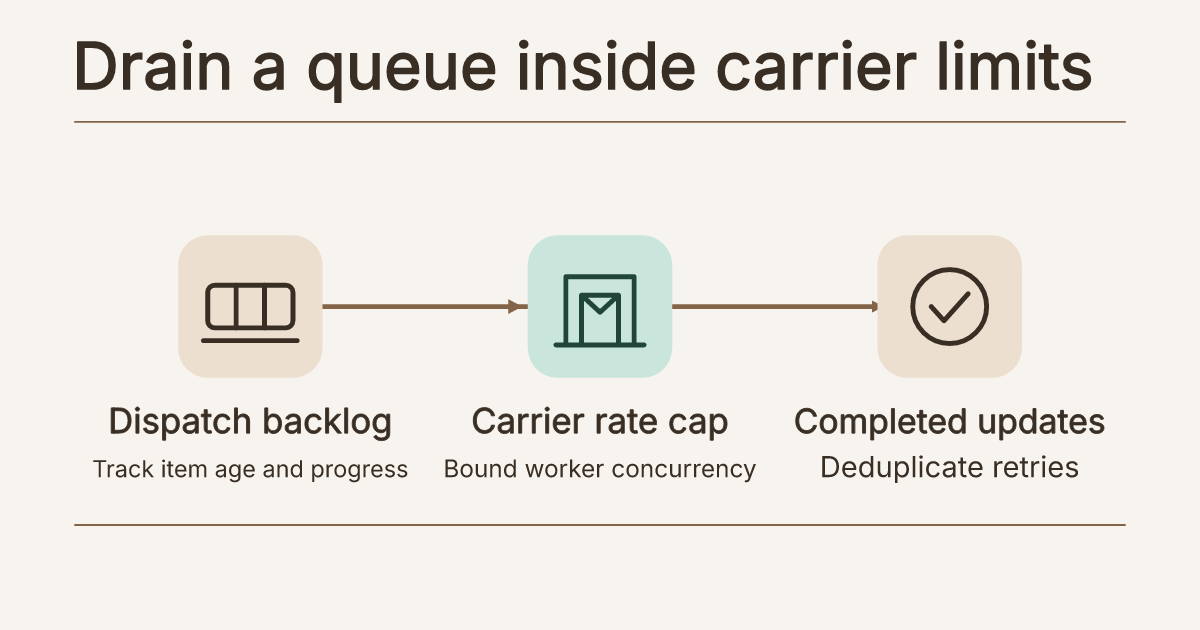 Drain a queue inside carrier limits
Dispatch backlog
Track item age and progress
Carrier rate cap
Bound worker concurrency
Completed updates
Deduplicate retries